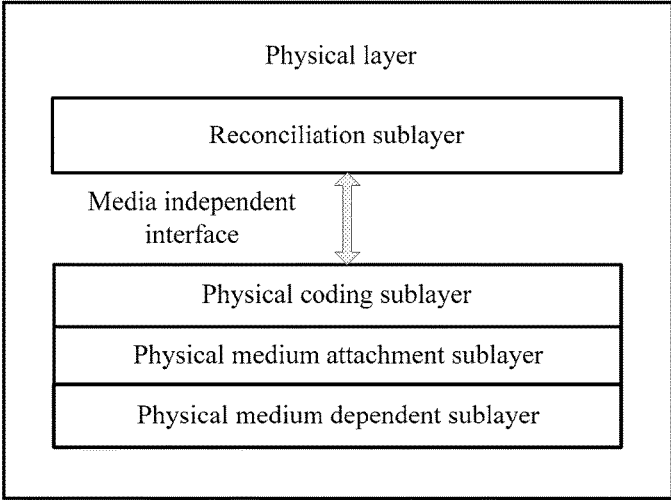 Physical layer
Reconciliation sublayer
Media independent
interface
Physical coding sublayer
Physical medium attachment sublayer
Physical medium dependent sublayer